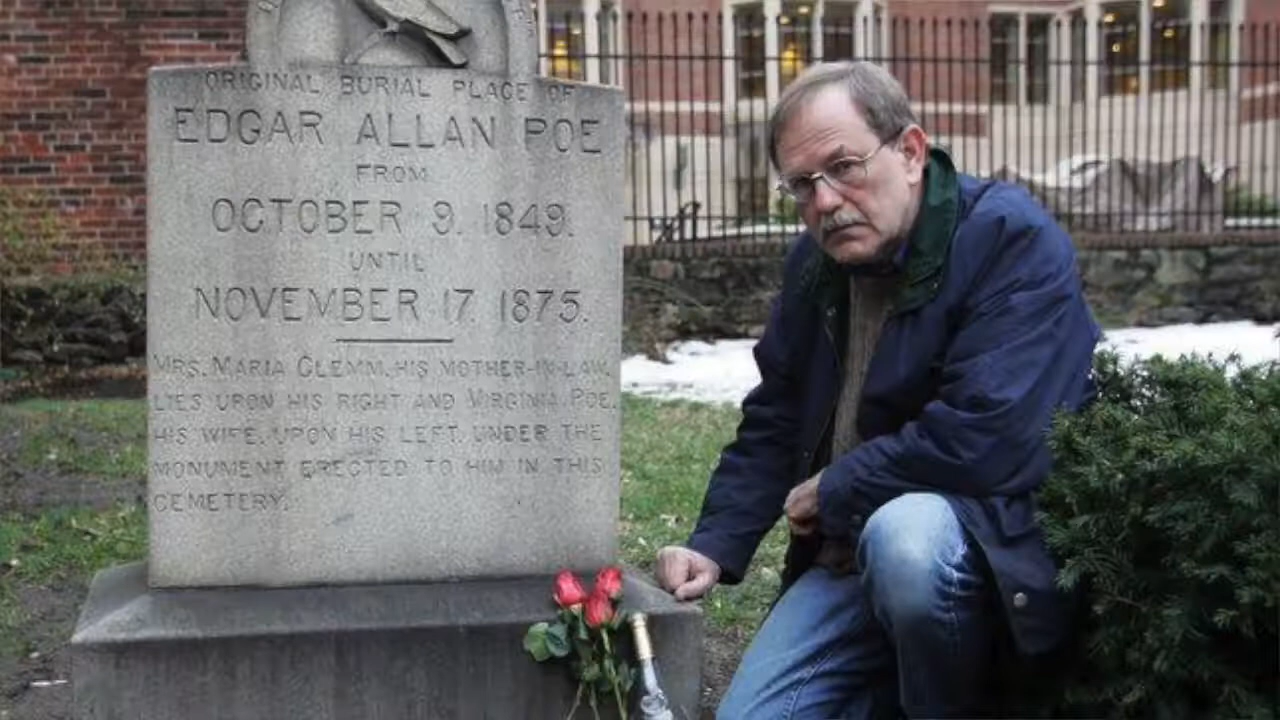 ORIGINAL BURIAL PLACE OF
EDGAR ALLAN POE
FROM
OCTOBER 9. 1849.
UNTIL
NOVEMBER 17. 1875.
MRS. MARIA CLEMM, HIS MOTHER-IN-LAW,
LIES UPON HIS RIGHT AND VIRGINIA POE,
HIS WIFE, UPON HIS LEFT, UNDER THE
MONUMENT ERECTED TO HIM IN THIS
CEMETERY.